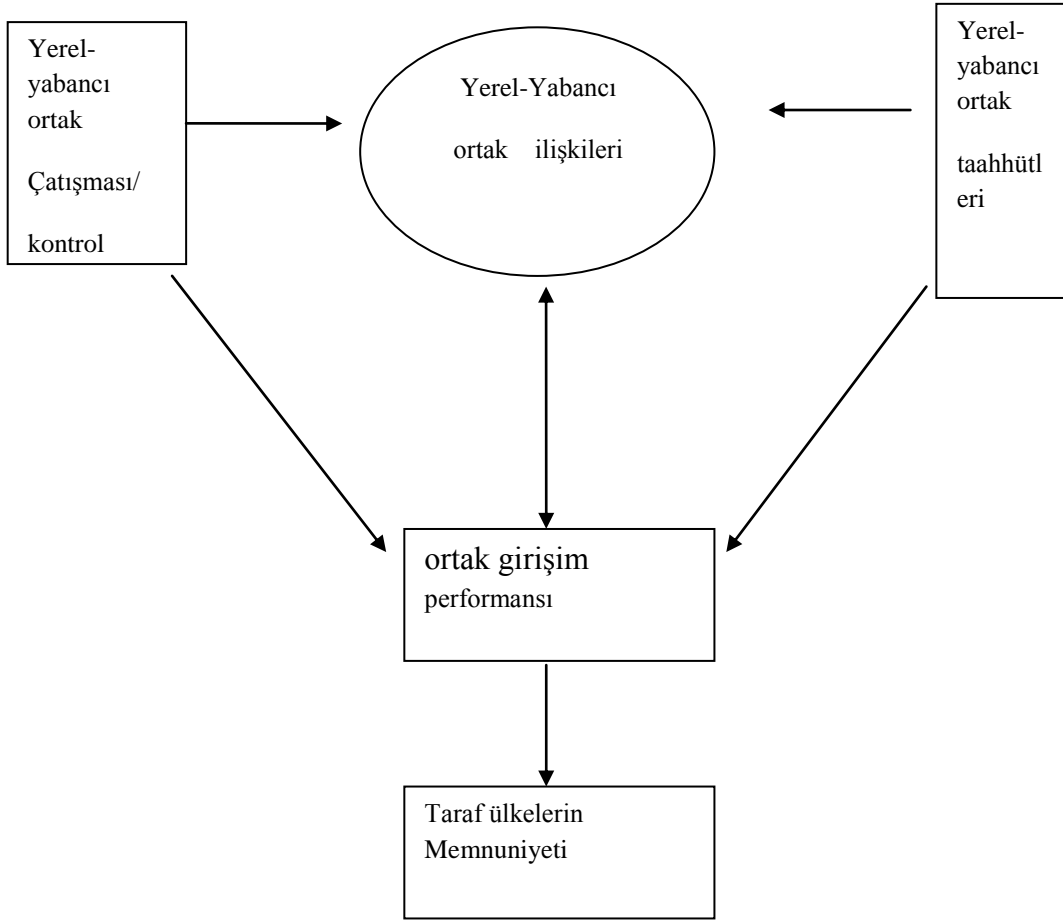 Yerel-
yabancı
ortak
Çatışması/
kontrol
Yerel-Yabancı
ortak ilişkileri
Yerel-
yabancı
ortak
taahhütl
eri
ortak girişim
performansı
Taraf ülkelerin
Memnuniyeti